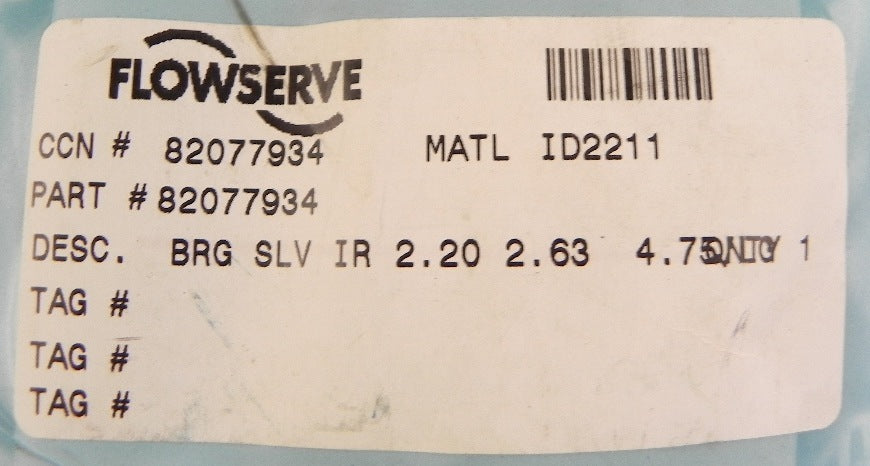 FLOWSERVE
CCN # 82077934 MATL ID2211
PART # 82077934
DESC. BRG SLV IR 2.20 2.63 4.75 1
TAG #
TAG #
TAG #